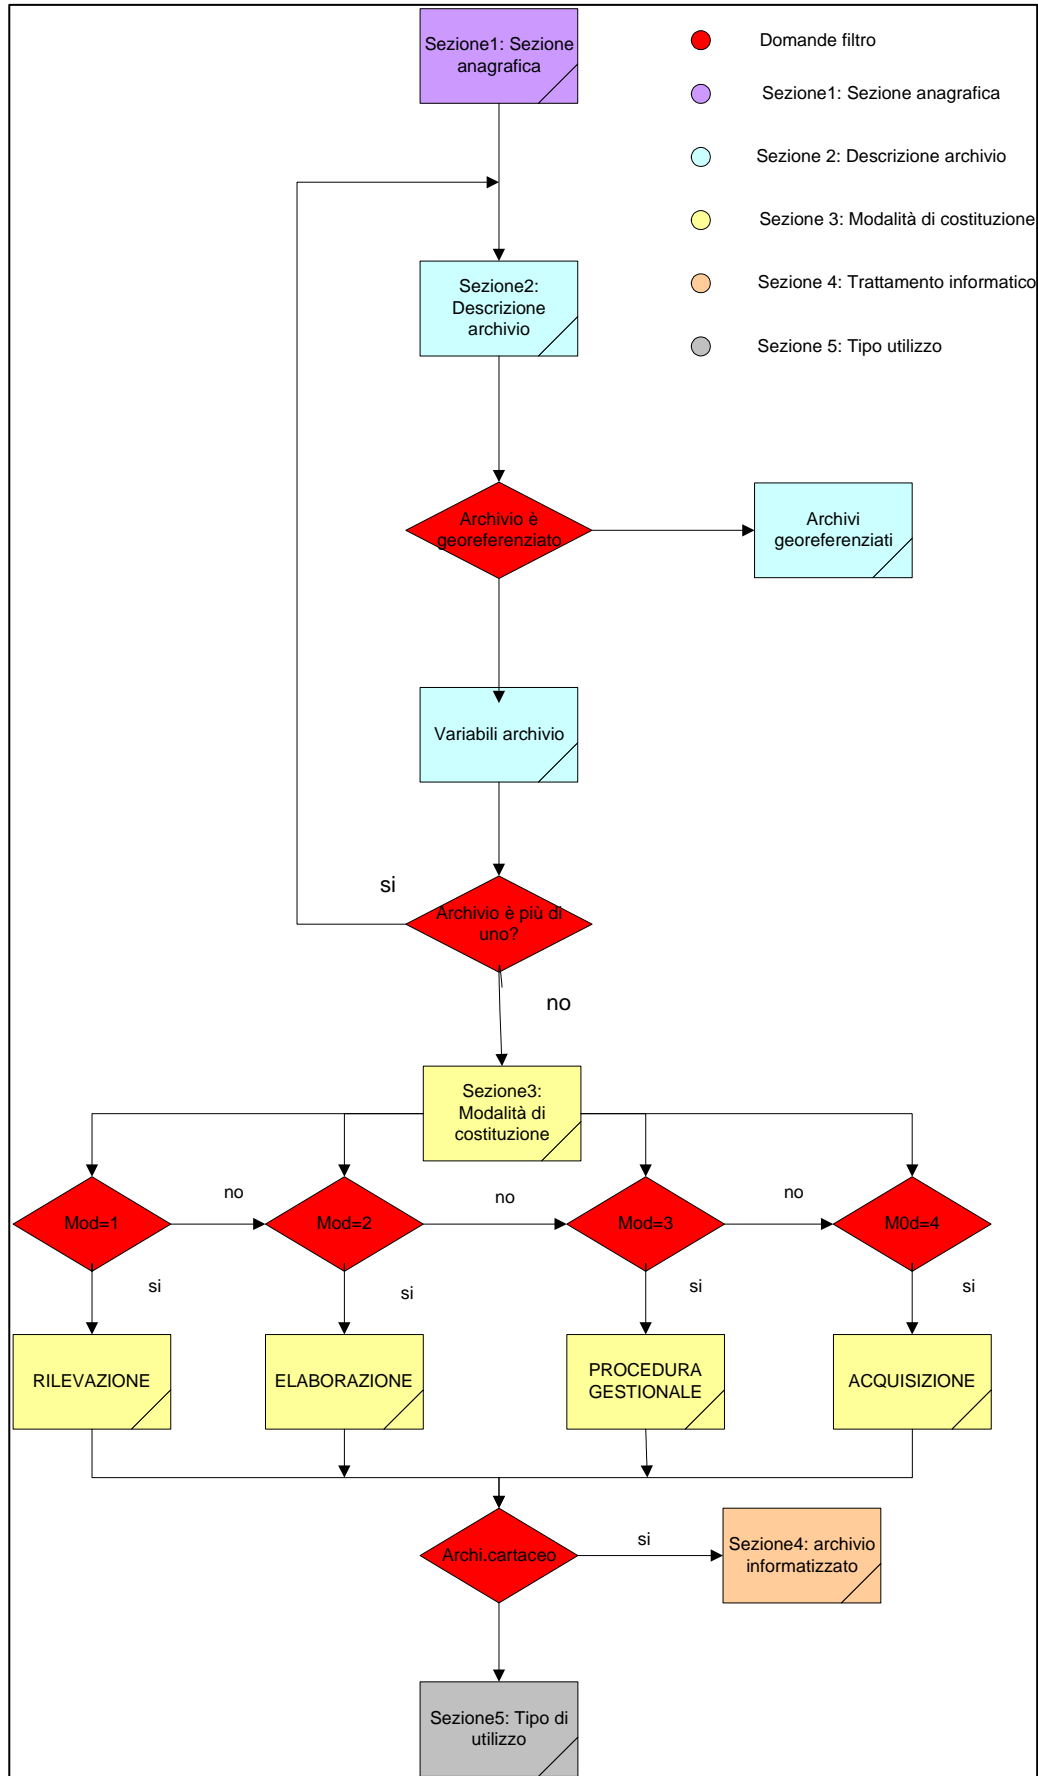 Sezione1: Sezione
anagrafica
Domande filtro
Sezione1: Sezione anagrafica
Sezione 2: Descrizione archivio
Sezione 3: Modalità di costituzione
Sezione 4: Trattamento informatico
Sezione 5: Tipo utilizzo
Sezione2:
Descrizione
archivio
Archivio è
georeferenziato
Archivi
georeferenziati
Variabili archivio
si
Archivio è più di
uno?
no
Sezione3:
Modalità di
costituzione
Mod=1
no
Mod=2
no
Mod=3
no
M0d=4
si
si
si
si
RILEVAZIONE
ELABORAZIONE
PROCEDURA
GESTIONALE
ACQUISIZIONE
Archi.cartaceo
si
Sezione4: archivio
informatizzato
Sezione5: Tipo di
utilizzo